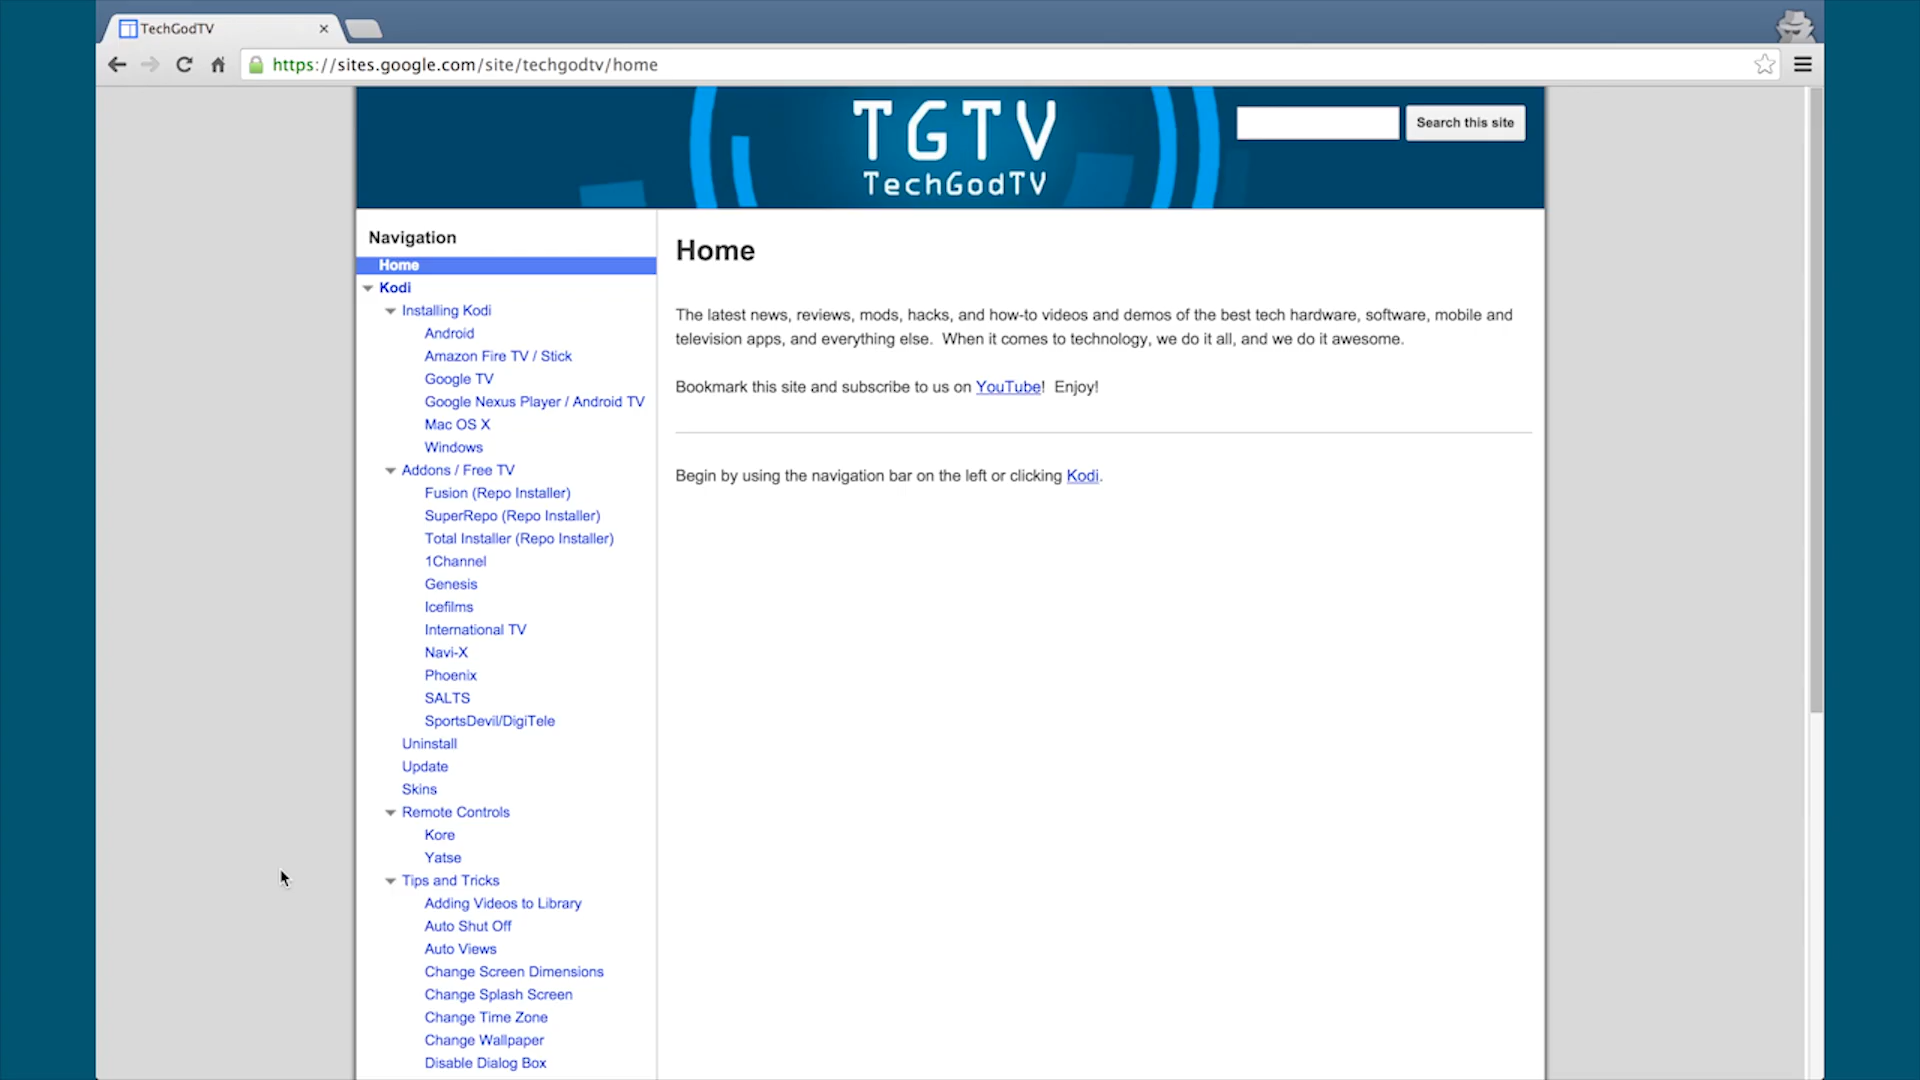 TechGodTV
https://sites.google.com/site/techgodtv/home
TGTV
TechGodTV
Search this site
Navigation
Home
Kodi
Installing Kodi
Android
Amazon Fire TV / Stick
Google TV
Google Nexus Player / Android TV
Mac OS X
Windows
Addons / Free TV
Fusion (Repo Installer)
SuperRepo (Repo Installer)
Total Installer (Repo Installer)
1Channel
Genesis
Icefilms
International TV
Navi-X
Phoenix
SALTS
SportsDevil/DigiTele
Uninstall
Update
Skins
Remote Controls
Kore
Yatse
Tips and Tricks
Adding Videos to Library
Auto Shut Off
Auto Views
Change Screen Dimensions
Change Splash Screen
Change Time Zone
Change Wallpaper
Disable Dialog Box
Home
The latest news, reviews, mods, hacks, and how-to videos and demos of the best tech hardware, software, mobile and
television apps, and everything else.  When it comes to technology, we do it all, and we do it awesome.
Bookmark this site and subscribe to us on YouTube!  Enjoy!
Begin by using the navigation bar on the left or clicking Kodi.